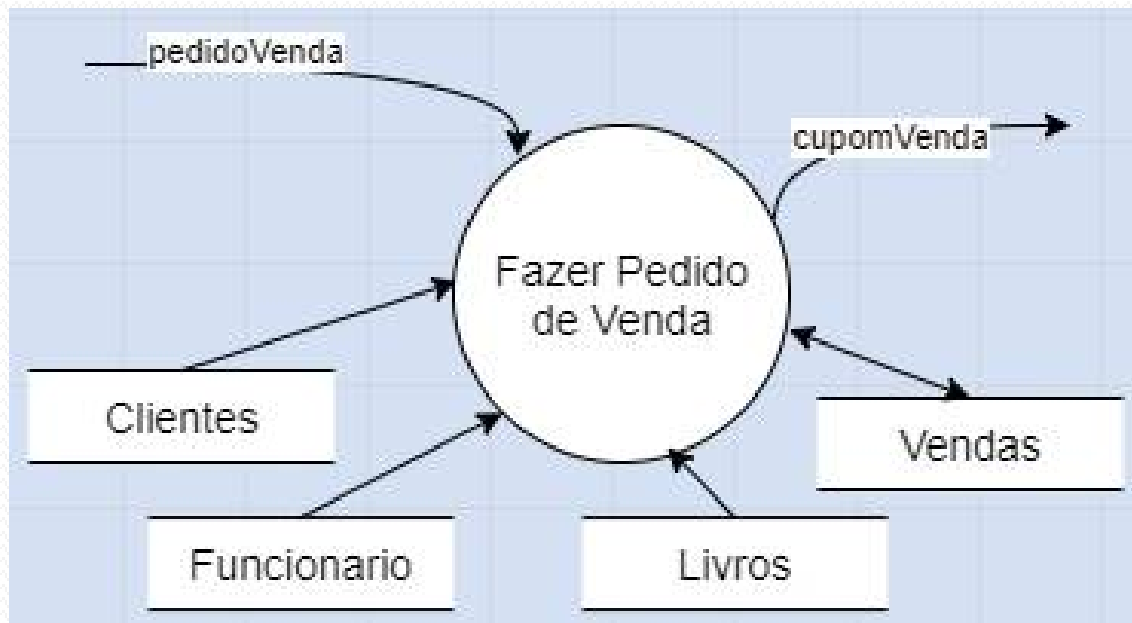 pedidoVenda
cupomVenda
Fazer Pedido
de Venda
Clientes
Vendas
Funcionario
Livros